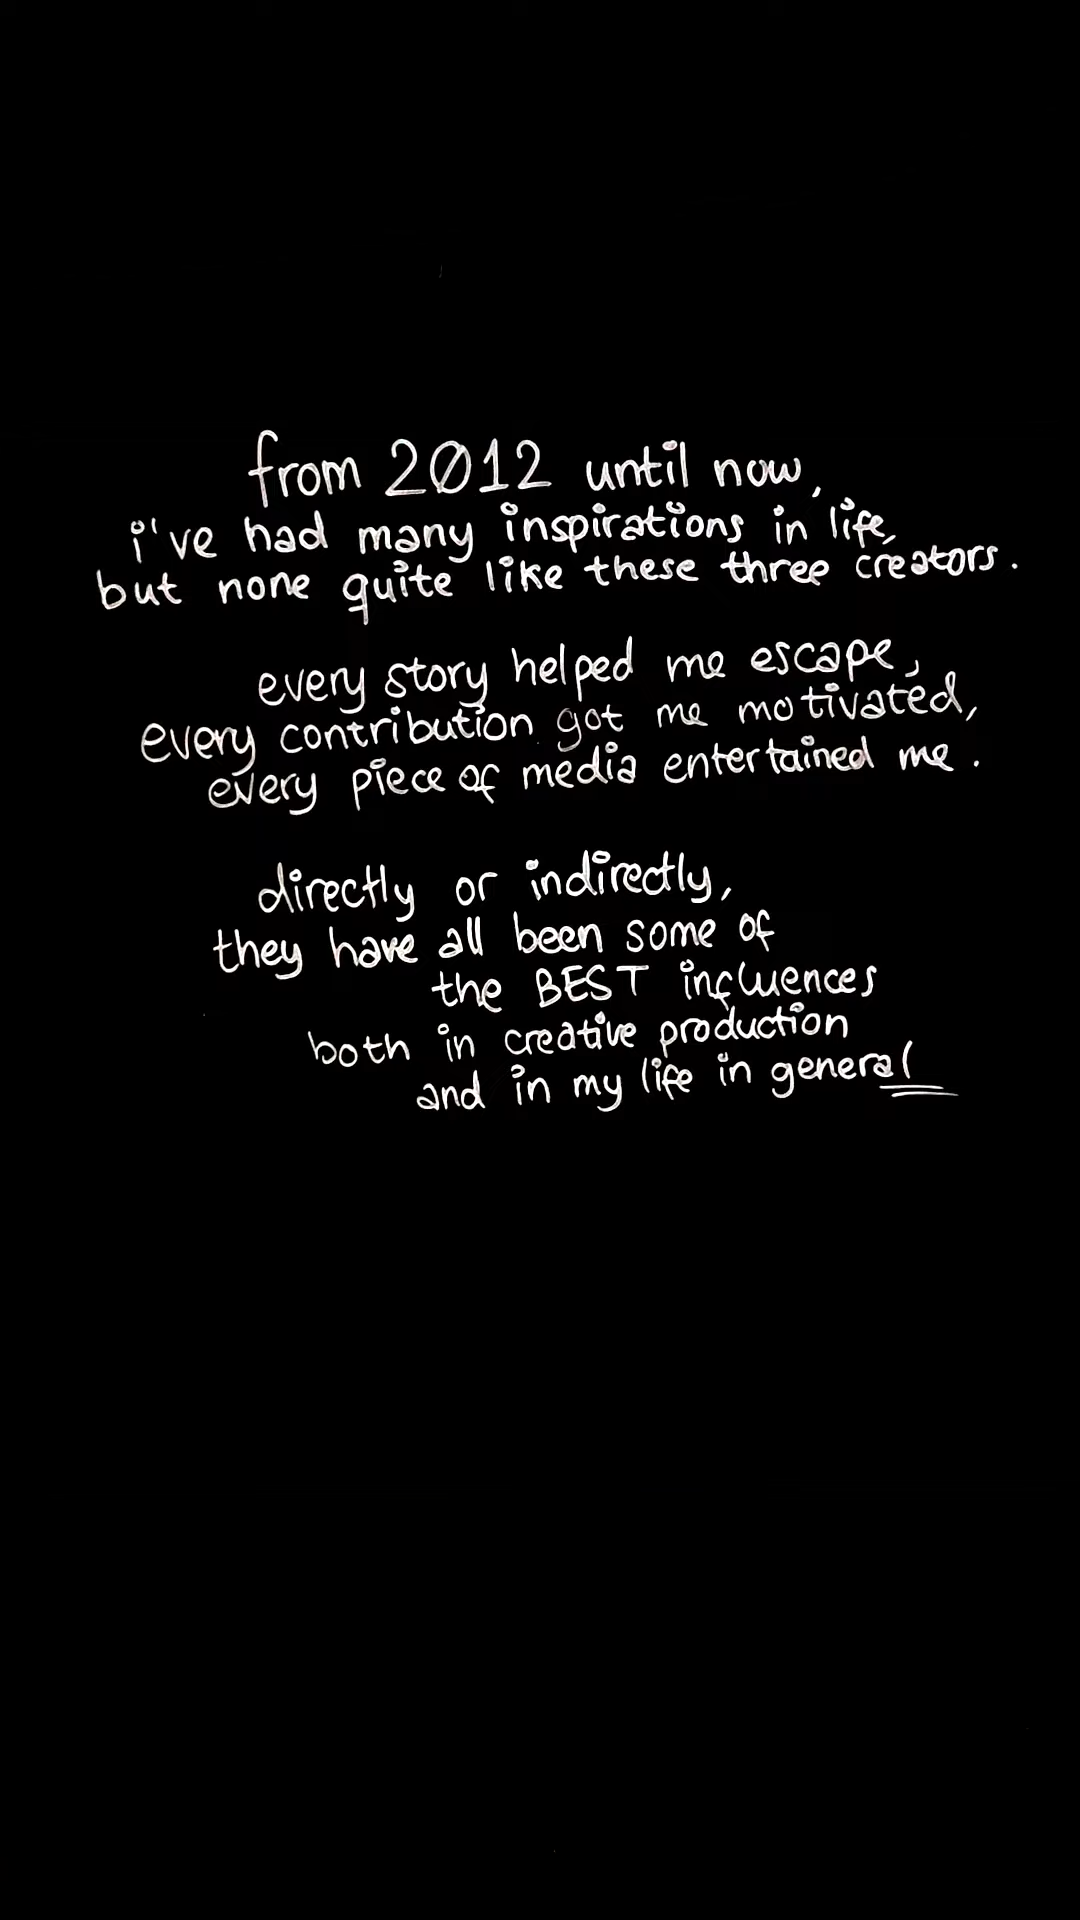 from 2012 until now,
i've had many inspirations in life,
but none quite like these three creators.
every story helped me escape,
every contribution got me motivated,
every piece of media entertained me.
directly or indirectly,
they have all been some of
the BEST influences
both in creative production
and in my life in general